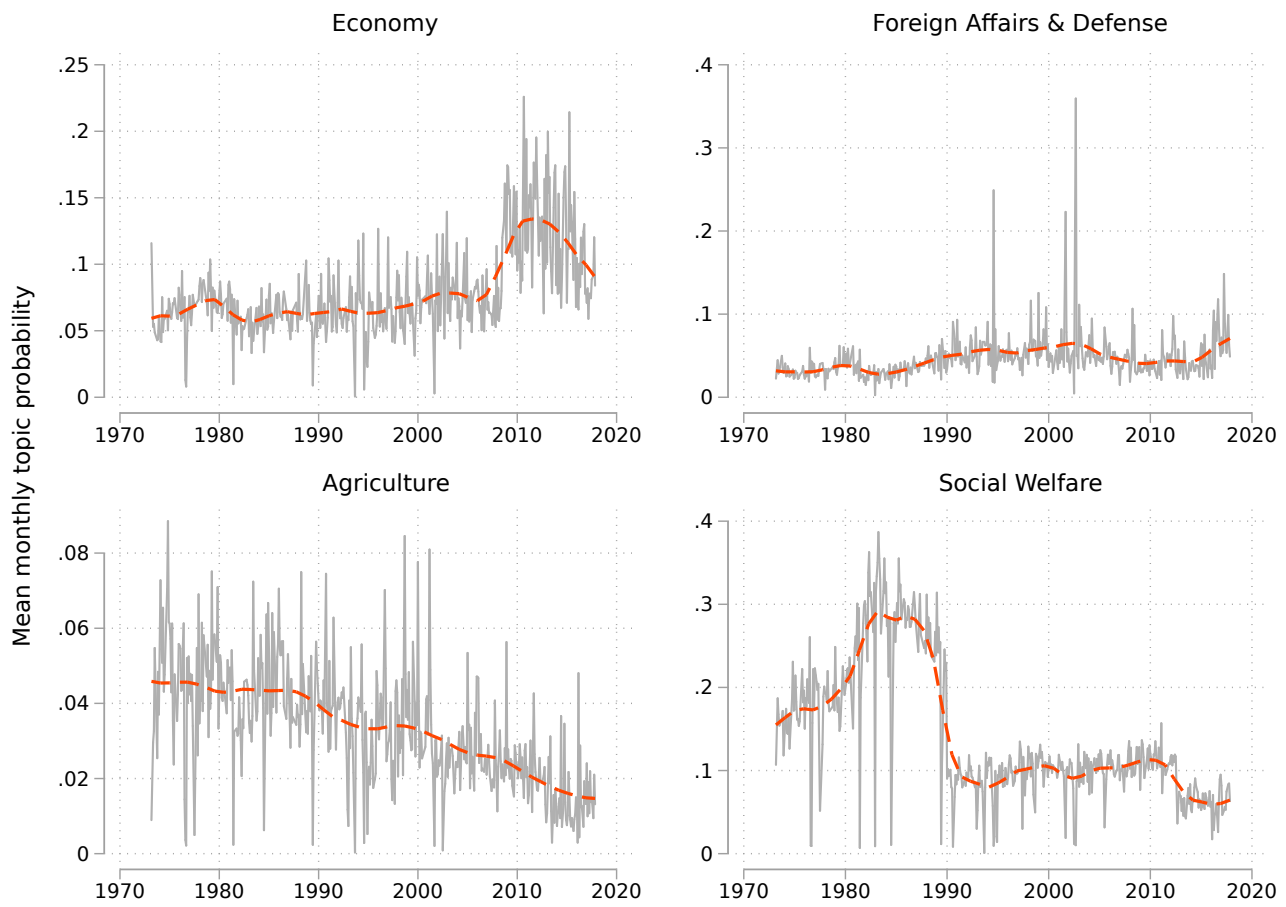 Mean monthly topic probability
Economy
.25
.2
.15
.1
.05
0
1970 1980 1990 2000 2010 2020
Foreign Affairs & Defense
.4
.3
.2
.1
0
1970 1980 1990 2000 2010 2020
Agriculture
.08
.06
.04
.02
0
1970 1980 1990 2000 2010 2020
Social Welfare
.4
.3
.2
.1
0
1970 1980 1990 2000 2010 2020